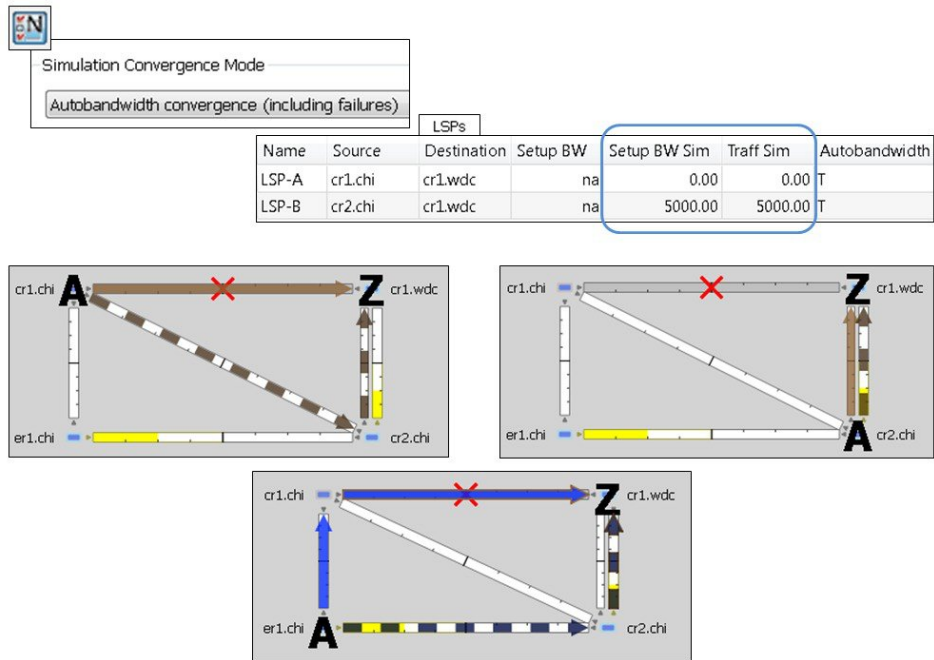 N
Simulation Convergence Mode
Autobandwidth convergence (including failures)
LSPs
Name Source Destination Setup BW Setup BW Sim Traff Sim Autobandwidth
LSP-A cr1.chi cr1.wdc na 0.00 0.00 T
LSP-B cr2.chi cr1.wdc na 5000.00 5000.00 T
cr1.chi A Z cr1.wdc
er1.chi cr2.chi
cr1.chi Z cr1.wdc
er1.chi A cr2.chi
cr1.chi Z cr1.wdc
er1.chi A cr2.chi